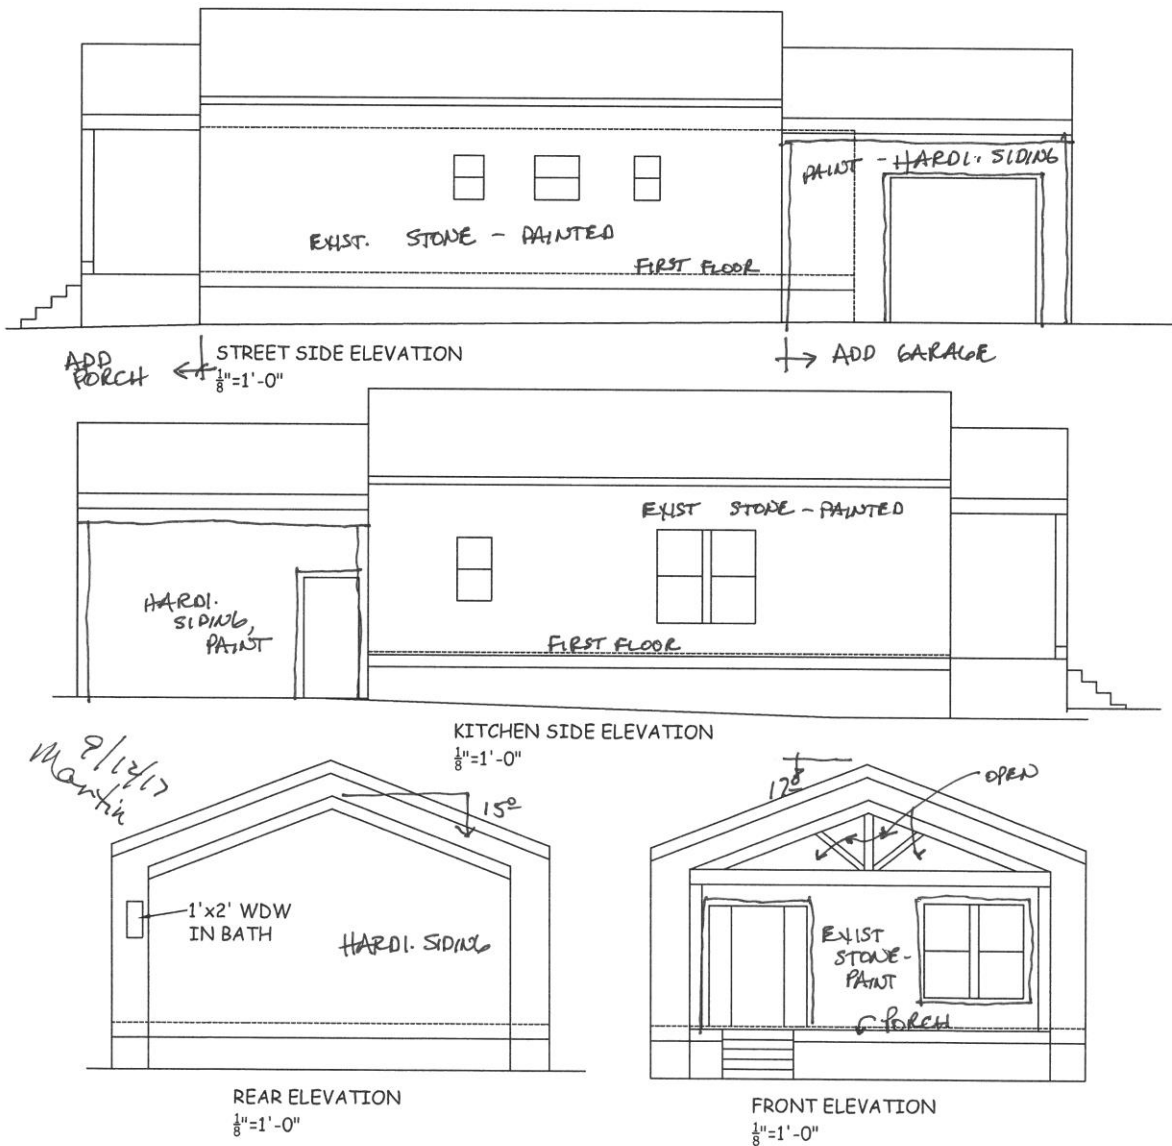 PAINT - HARDI. SIDING
EXIST. STONE - PAINTED
FIRST FLOOR
ADD
PORCH
STREET SIDE ELEVATION
1/8"=1'-0"
ADD GARAGE
EXIST STONE - PAINTED
HARDI.
SIDING,
PAINT
FIRST FLOOR
KITCHEN SIDE ELEVATION
1/8"=1'-0"
Martin
15°
1'x2' WDW
IN BATH
HARDI. SIDING
REAR ELEVATION
1/8"=1'-0"
8
12
OPEN
EXIST
STONE-
PAINT
PORCH
FRONT ELEVATION
1/8"=1'-0"